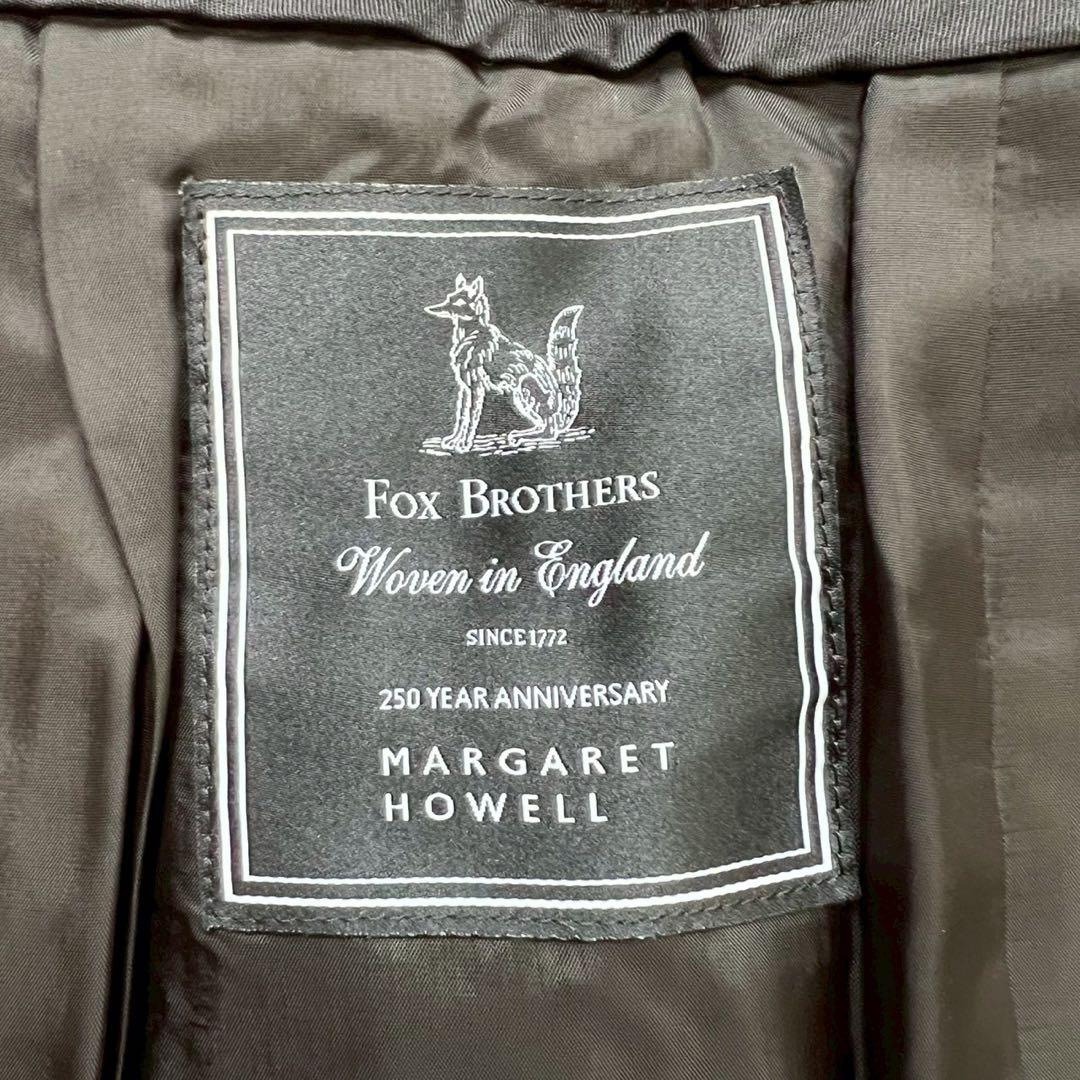 FOX BROTHERS
Woven in England
SINCE 1772
250 YEAR ANNIVERSARY
MARGARET
HOWELL